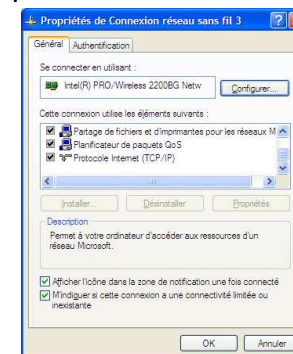 Propriétés de Connexion réseau sans fil 3
Général
Authentification
Se connecter en utilisant :
Intel(R) PRO/Wireless 2200BG Netw
Configurer...
Cette connexion utilise les éléments suivants :
Partage de fichiers et d'imprimantes pour les réseaux M
Planificateur de paquets QoS
Protocole Internet (TCP/IP)
Installer...
Désinstaller
Propriétés
Description
Permet à votre ordinateur d'accéder aux ressources d'un
réseau Microsoft.
Afficher l'icône dans la zone de notification une fois connecté
M'indiquer si cette connexion a une connectivité limitée ou
inexistante
OK
Annuler